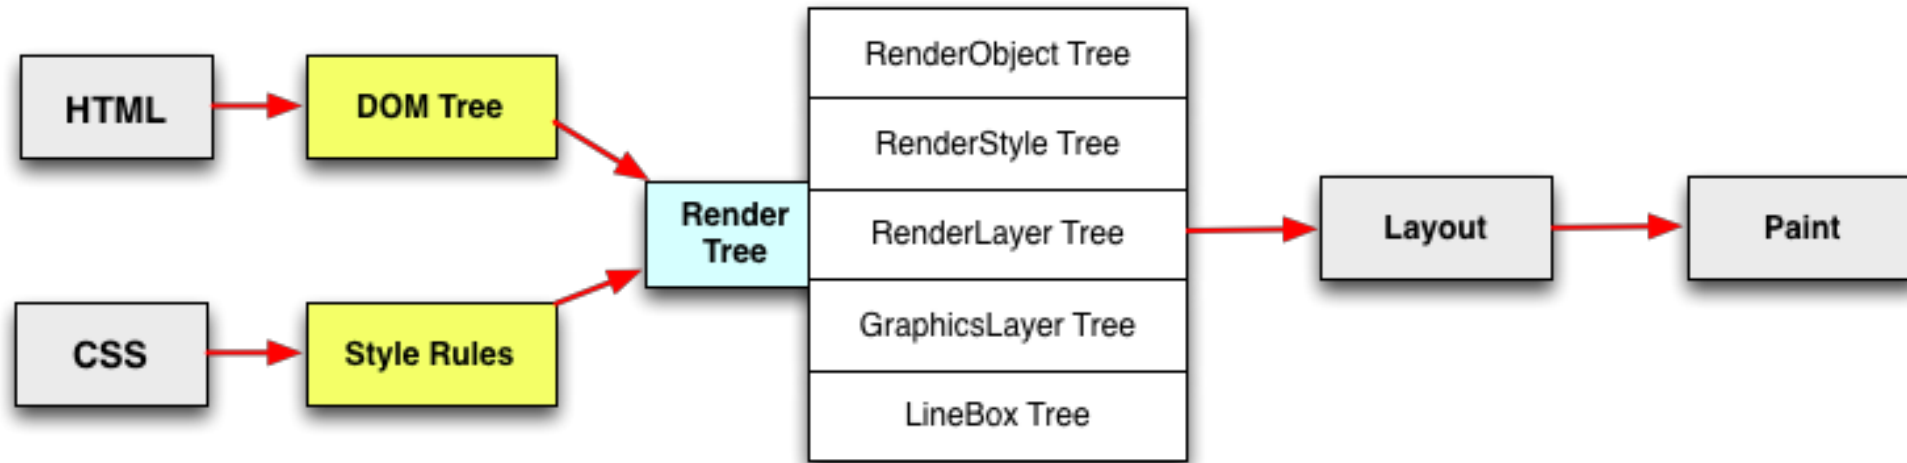 HTML
DOM Tree
CSS
Style Rules
Render
Tree
RenderObject Tree
RenderStyle Tree
RenderLayer Tree
GraphicsLayer Tree
LineBox Tree
Layout
Paint